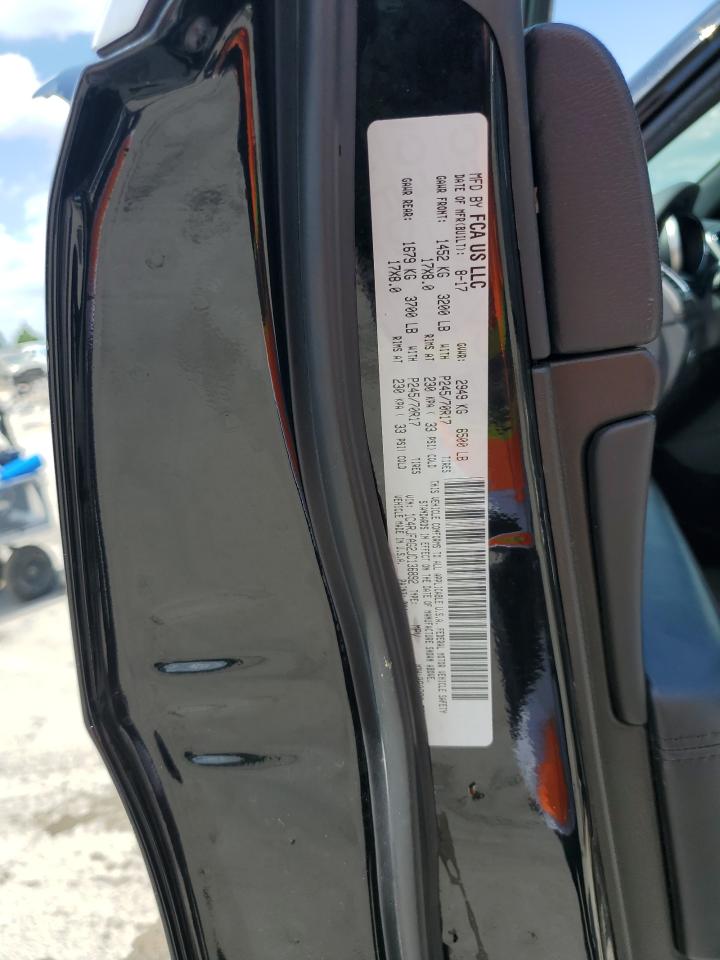 MFD BY FCA US LLC
DATE OF MFR(BUILT): 8-17 GVWR: 2949 KG 6500 LB
GAWR FRONT: 1452 KG 3200 LB WITH P245/70R17 TIRES
17X8.0 RIMS AT 230 KPA ( 33 PSI) COLD
GAWR REAR: 1679 KG 3700 LB WITH P245/70R17 TIRES
17X8.0 RIMS AT 230 KPA ( 33 PSI) COLD
THIS VEHICLE CONFORMS TO ALL APPLICABLE U.S.A. FEDERAL MOTOR VEHICLE SAFETY
STANDARDS IN EFFECT ON THE DATE OF MANUFACTURE SHOWN ABOVE.
VIN: 1C4RJFAG2JC136892 TYPE: MPV
VEHICLE MADE IN U.S.A.